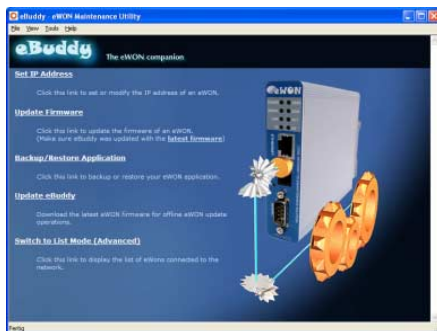 eBuddy - eWON Maintenance Utility
File View Tools Help
eBuddy The eWON companion
Set IP Address
Click this link to set or modify the IP address of an eWON.
Update Firmware
Click this link to update the firmware of an eWON.
(Make sure eBuddy was updated with the latest firmware)
Backup/Restore Application
Click this link to backup or restore your eWON application.
Update eBuddy
Download the latest eWON firmware for offline eWON update
operations.
Switch to List Mode (Advanced)
Click this link to display the list of eWons connected to the
network.
eWON
Fertig